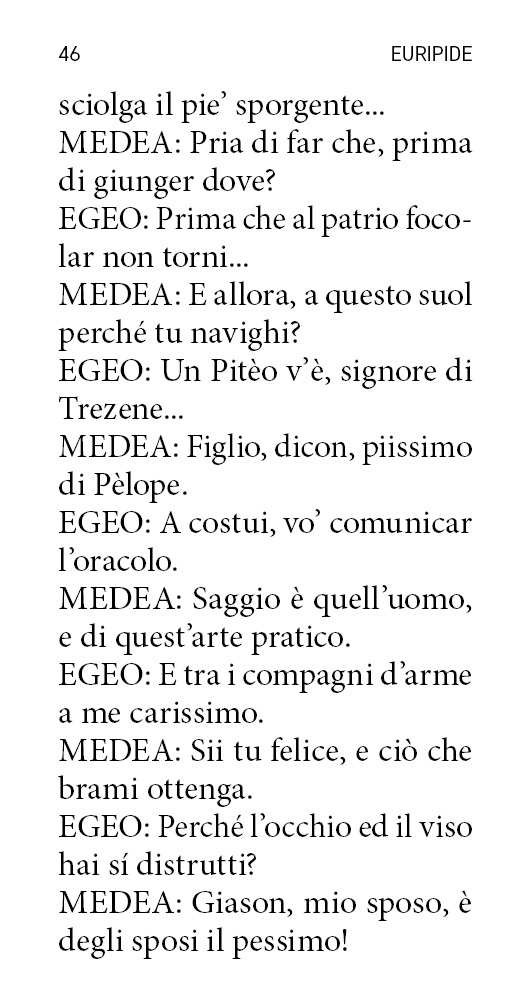 46 EURIPIDE
sciolga il pie’ sporgente...
MEDEA: Pria di far che, prima
di giunger dove?
EGEO: Prima che al patrio foco-
lar non torni...
MEDEA: E allora, a questo suol
perché tu navighi?
EGEO: Un Pitèo v’è, signore di
Trezene...
MEDEA: Figlio, dicon, piissimo
di Pèlope.
EGEO: A costui, vo’ comunicar
l’oracolo.
MEDEA: Saggio è quell’uomo,
e di quest’arte pratico.
EGEO: E tra i compagni d’arme
a me carissimo.
MEDEA: Sii tu felice, e ciò che
brami ottenga.
EGEO: Perché l’occhio ed il viso
hai sí distrutti?
MEDEA: Giason, mio sposo, è
degli sposi il pessimo!